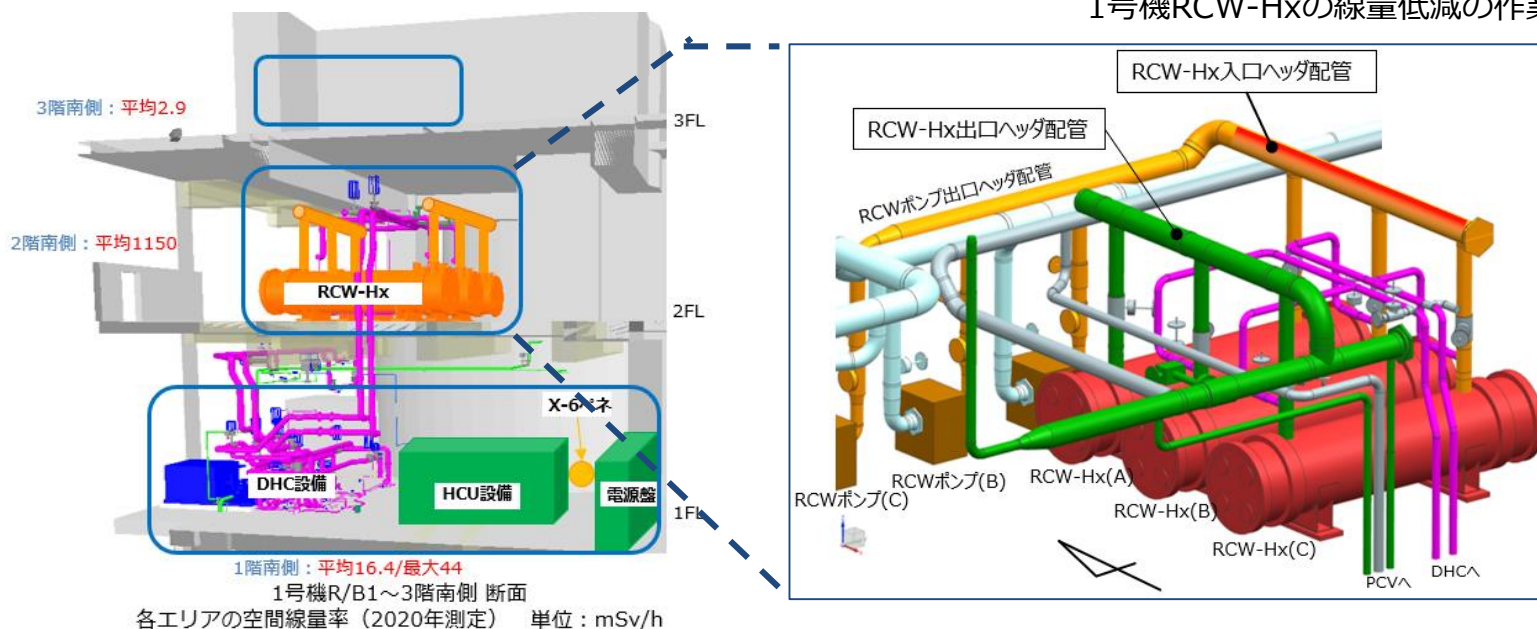 1号機RCW-Hxの線量低減の作業
3階南側：平均2.9
3FL
2階南側：平均1150
RCW-Hx
2FL
X-6ペネ
DHC設備
HCU設備
電源盤
1FL
1階南側：平均16.4/最大44
1号機R/B1～3階南側 断面
各エリアの空間線量率（2020年測定） 単位：mSv/h
RCW-Hx入口ヘッダ配管
RCW-Hx出口ヘッダ配管
RCWポンプ出口ヘッダ配管
RCWポンプ(C)
RCWポンプ(B)
RCW-Hx(A)
RCW-Hx(B)
RCW-Hx(C)
PCVへ
DHCへ